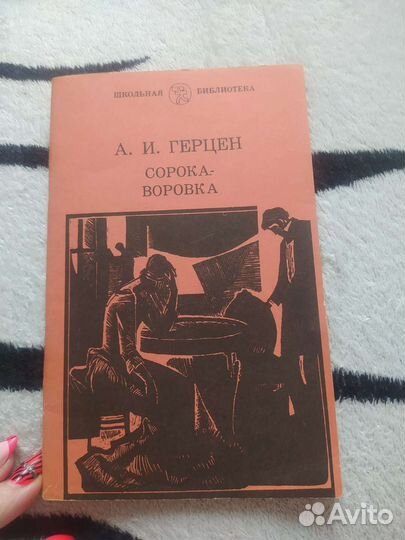 ШКОЛЬНАЯ БИБЛИОТЕКА
А. И. ГЕРЦЕН
СОРОКА-
ВОРОВКА
Avito